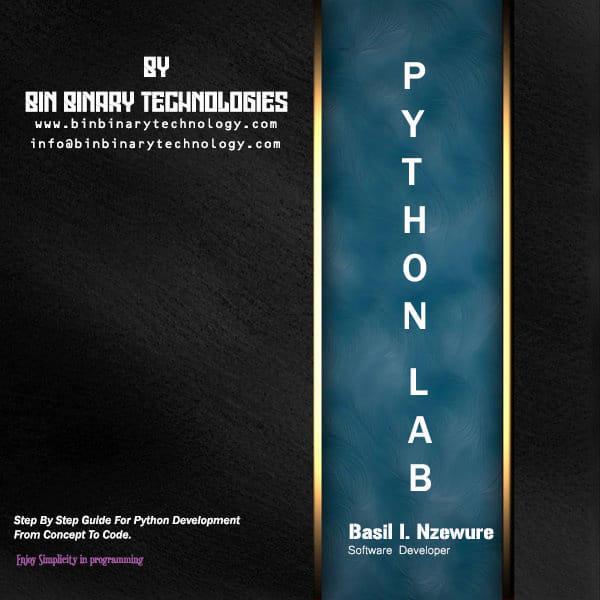 BY
BIN BINARY TECHNOLOGIES
www.binbinarytechnology.com
info@binbinarytechnology.com
PYTHON LAB
Step By Step Guide For Python Development
From Concept To Code.
Enjoy Simplicity in programming
Basil I. Nzewure
Software Developer